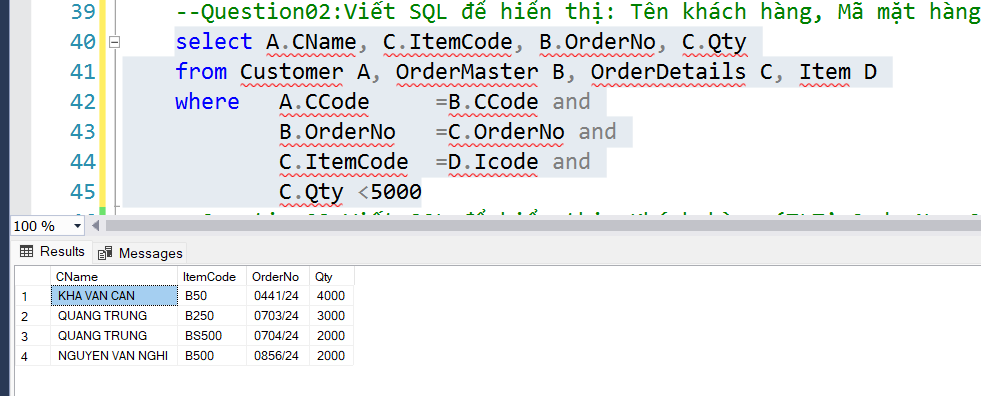 39 --Question02:Viết SQL để hiển thị: Tên khách hàng, Mã mặt hàng
40 select A.CName, C.ItemCode, B.OrderNo, C.Qty
41 from Customer A, OrderMaster B, OrderDetails C, Item D
42 where A.CCode =B.CCode and
43 B.OrderNo =C.OrderNo and
44 C.ItemCode =D.Icode and
45 C.Qty <5000
100 %
Results Messages
CName ItemCode OrderNo Qty
1 KHA VAN CAN B50 0441/24 4000
2 QUANG TRUNG B250 0703/24 3000
3 QUANG TRUNG BS500 0704/24 2000
4 NGUYEN VAN NGHI B500 0856/24 2000